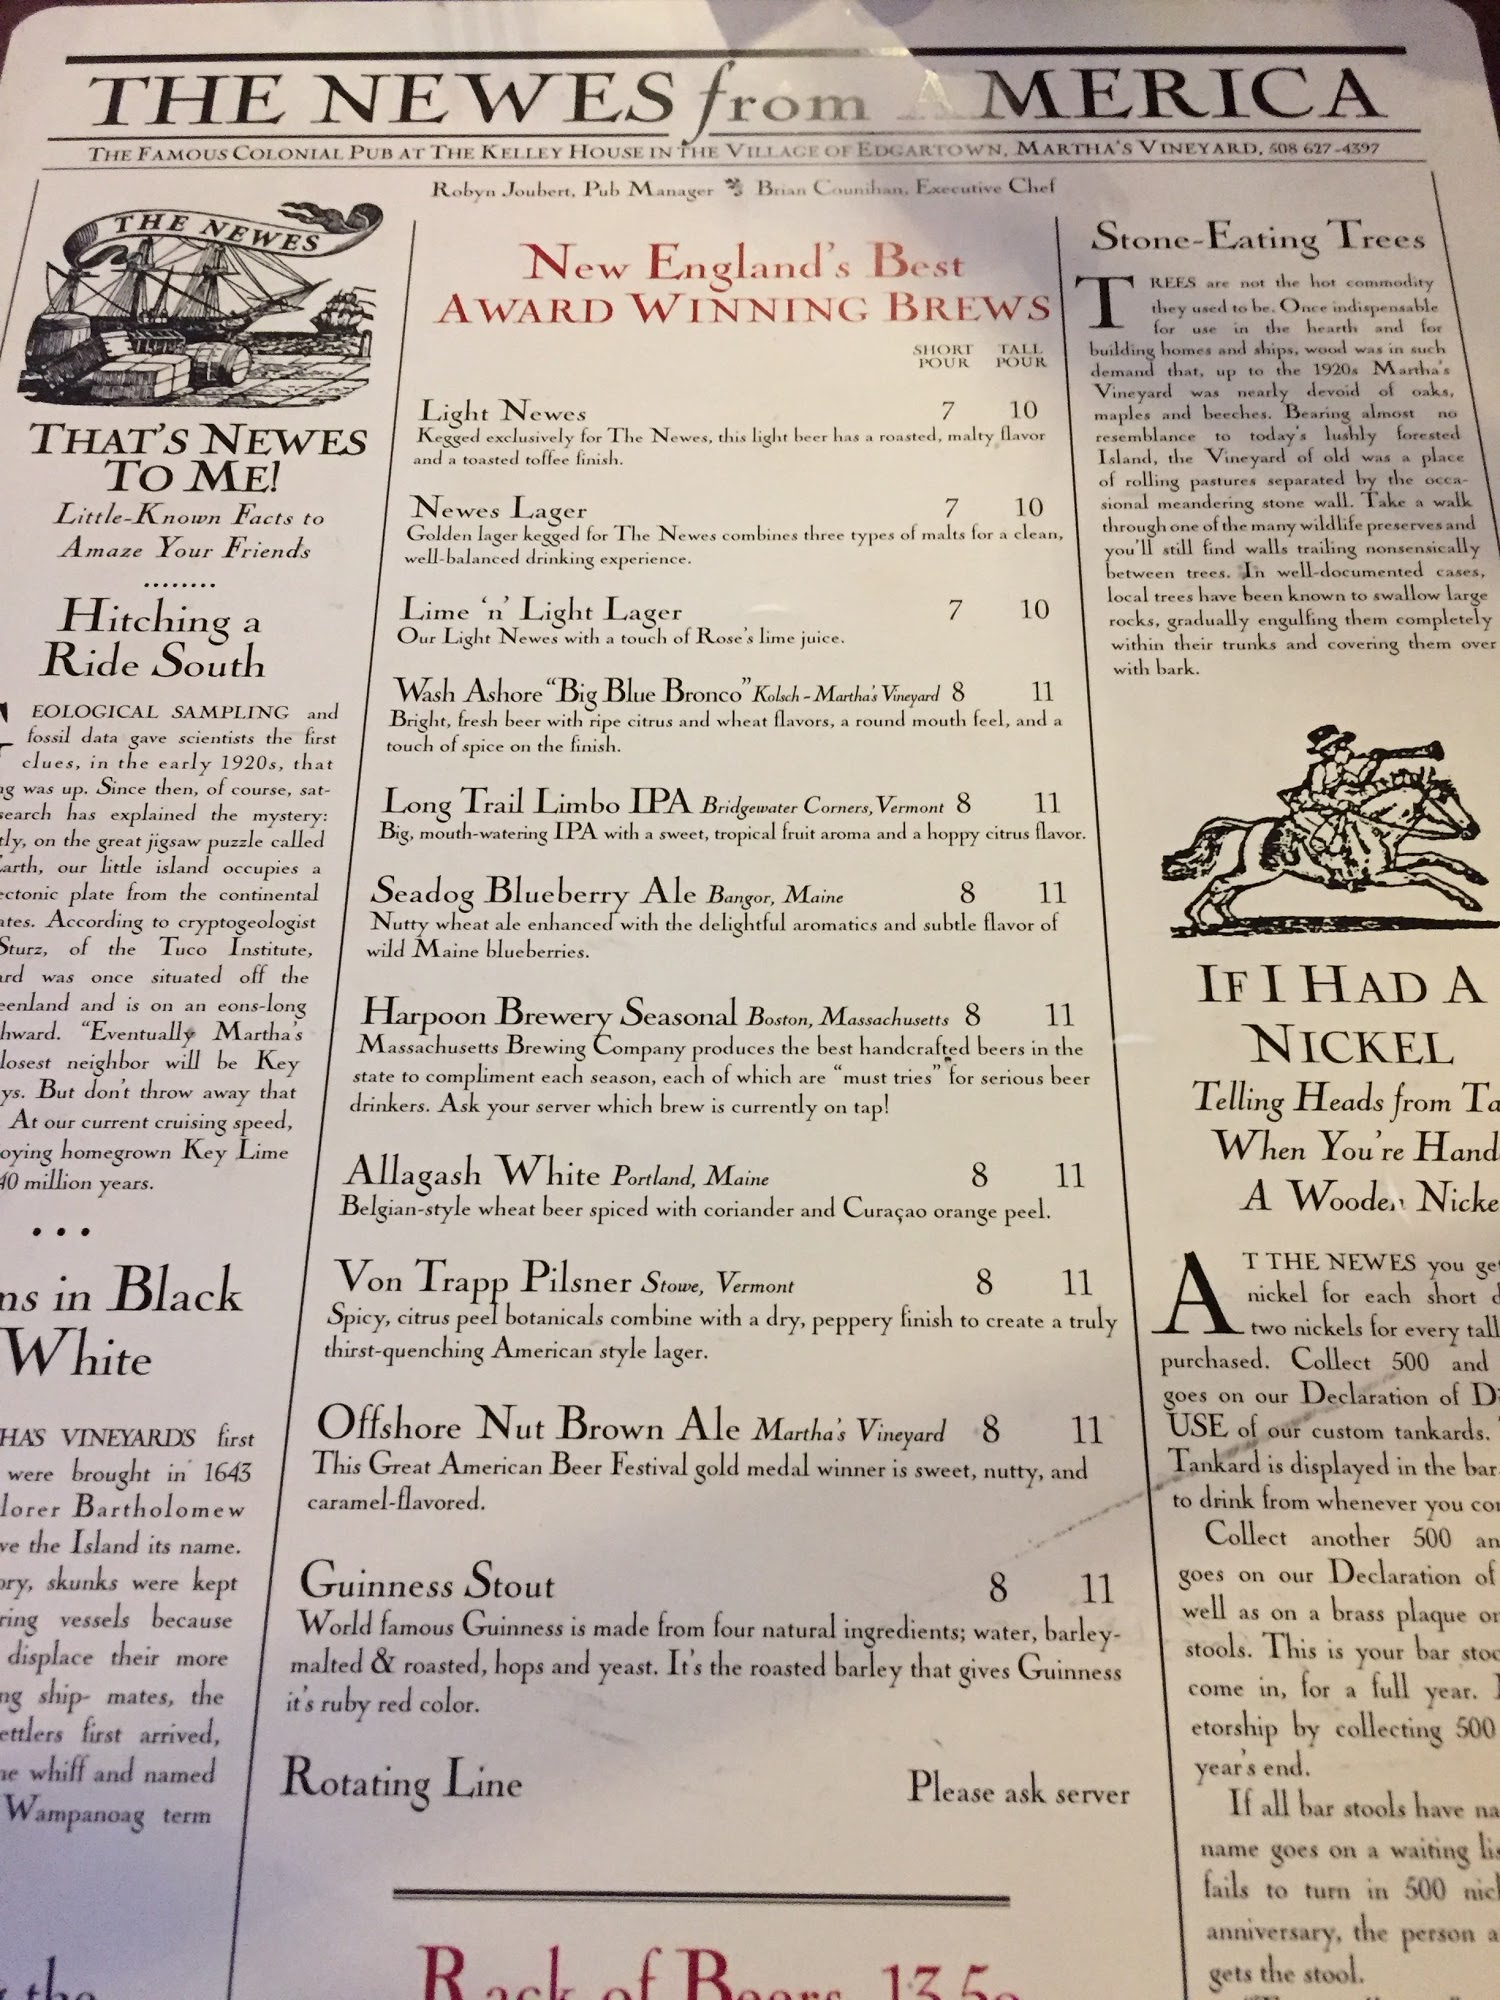 THE NEWES from AMERICA
THE FAMOUS COLONIAL PUB AT THE KELLEY HOUSE IN THE VILLAGE OF EDGARTOWN, MARTHA'S VINEYARD, 508 627-4397
Robyn Joubert, Pub Manager Brian Counihan, Executive Chef
THE NEWES
THAT'S NEWES
TO ME!
Little-Known Facts to
Amaze Your Friends
........
Hitching a
Ride South
EOLOGICAL SAMPLING and
fossil data gave scientists the first
clues, in the early 1920s, that
was up. Since then, of course, sat-
search has explained the mystery:
on the great jigsaw puzzle called
our little island occupies a
plate from the continental
According to cryptogeologist
Sturz, of the Tuco Institute,
was once situated off the
and is on an eons-long
"Eventually Martha's
neighbor will be Key
But don't throw away that
At our current cruising speed,
homegrown Key Lime
40 million years.
...
in Black
White
VINEYARD'S first
were brought in 1643
Bartholomew
the Island its name.
skunks were kept
vessels because
displace their more
ship- mates, the
first arrived,
whiff and named
Wampanoag term
the
New England's Best
AWARD WINNING BREWS
SHORT POUR TALL POUR
Light Newes 7 10
Kegged exclusively for The Newes, this light beer has a roasted, malty flavor
and a toasted toffee finish.
Newes Lager 7 10
Golden lager kegged for The Newes combines three types of malts for a clean,
well-balanced drinking experience.
Lime 'n' Light Lager 7 10
Our Light Newes with a touch of Rose's lime juice.
Wash Ashore "Big Blue Bronco" Kolsch - Martha's Vineyard 8 11
Bright, fresh beer with ripe citrus and wheat flavors, a round mouth feel, and a
touch of spice on the finish.
Long Trail Limbo IPA Bridgewater Corners, Vermont 8 11
Big, mouth-watering IPA with a sweet, tropical fruit aroma and a hoppy citrus flavor.
Seadog Blueberry Ale Bangor, Maine 8 11
Nutty wheat ale enhanced with the delightful aromatics and subtle flavor of
wild Maine blueberries.
Harpoon Brewery Seasonal Boston, Massachusetts 8 11
Massachusetts Brewing Company produces the best handcrafted beers in the
state to compliment each season, each of which are "must tries" for serious beer
drinkers. Ask your server which brew is currently on tap!
Allagash White Portland, Maine 8 11
Belgian-style wheat beer spiced with coriander and Curaçao orange peel.
Von Trapp Pilsner Stowe, Vermont 8 11
Spicy, citrus peel botanicals combine with a dry, peppery finish to create a truly
thirst-quenching American style lager.
Offshore Nut Brown Ale Martha's Vineyard 8 11
This Great American Beer Festival gold medal winner is sweet, nutty, and
caramel-flavored.
Guinness Stout 8 11
World famous Guinness is made from four natural ingredients; water, barley-
malted & roasted, hops and yeast. It's the roasted barley that gives Guinness
it's ruby red color.
Rotating Line Please ask server
Rack of Beers 13.50
Stone-Eating Trees
TREES are not the hot commodity
they used to be. Once indispensable
for use in the hearth and for
building homes and ships, wood was in such
demand that, up to the 1920s Martha's
Vineyard was nearly devoid of oaks,
maples and beeches. Bearing almost no
resemblance to today's lushly forested
Island, the Vineyard of old was a place
of rolling pastures separated by the occa-
sional meandering stone wall. Take a walk
through one of the many wildlife preserves and
you'll still find walls trailing nonsensically
between trees. In well-documented cases,
local trees have been known to swallow large
rocks, gradually engulfing them completely
within their trunks and covering them over
with bark.
IF I HAD A
NICKEL
Telling Heads from
When You're
A Wooden
AT THE NEWES you
nickel for each short
two nickels for every tall
purchased. Collect 500 and
goes on our Declaration of
USE of our custom tankards.
Tankard is displayed in the bar
to drink from whenever you
Collect another 500
goes on our Declaration of
well as on a brass plaque
stools. This is your bar
come in, for a full year.
etorship by collecting 500
year's end.
If all bar stools have
name goes on a waiting
fails to turn in 500
anniversary, the person
gets the stool.